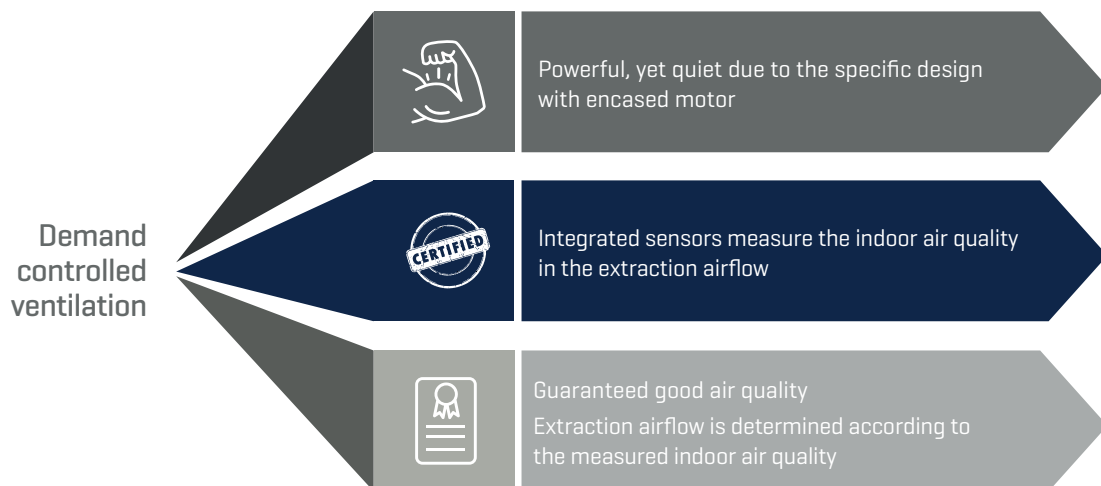 Powerful, yet quiet due to the specific design
with encased motor
Demand
controlled
ventilation
CERTIFIED
Integrated sensors measure the indoor air quality
in the extraction airflow
Guaranteed good air quality
Extraction airflow is determined according to
the measured indoor air quality